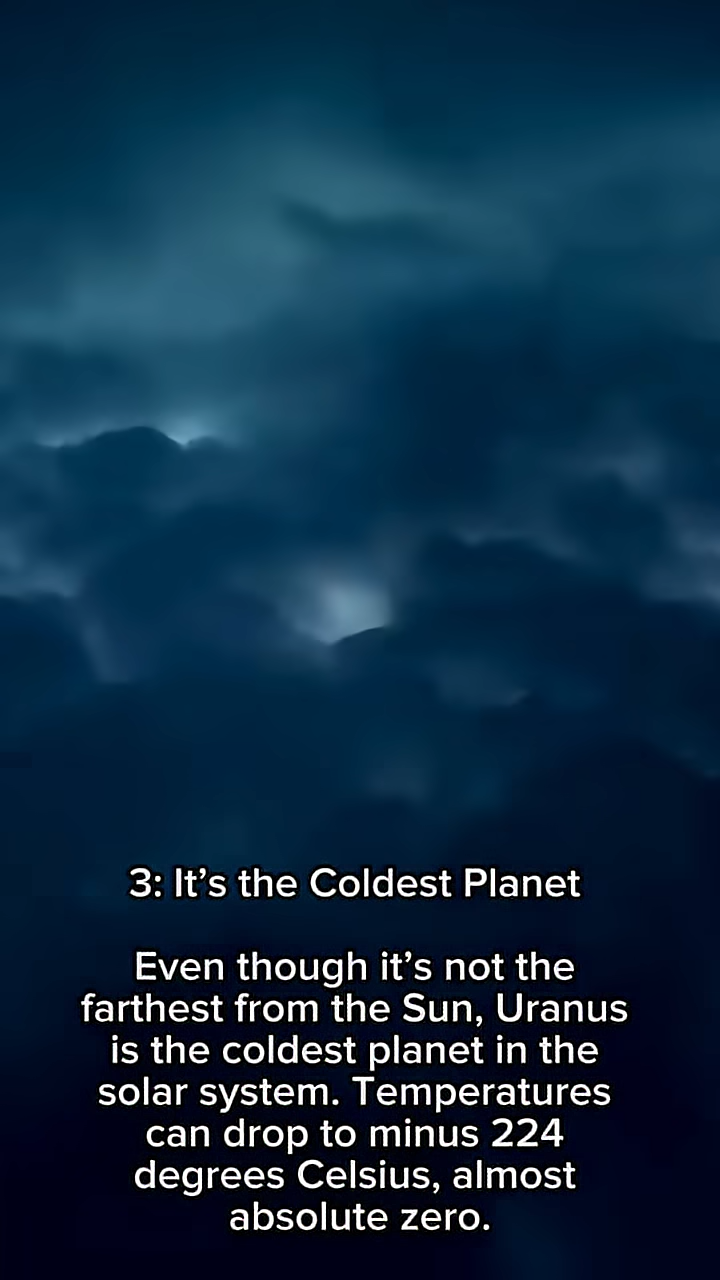 3: It’s the Coldest Planet
Even though it’s not the
farthest from the Sun, Uranus
is the coldest planet in the
solar system. Temperatures
can drop to minus 224
degrees Celsius, almost
absolute zero.